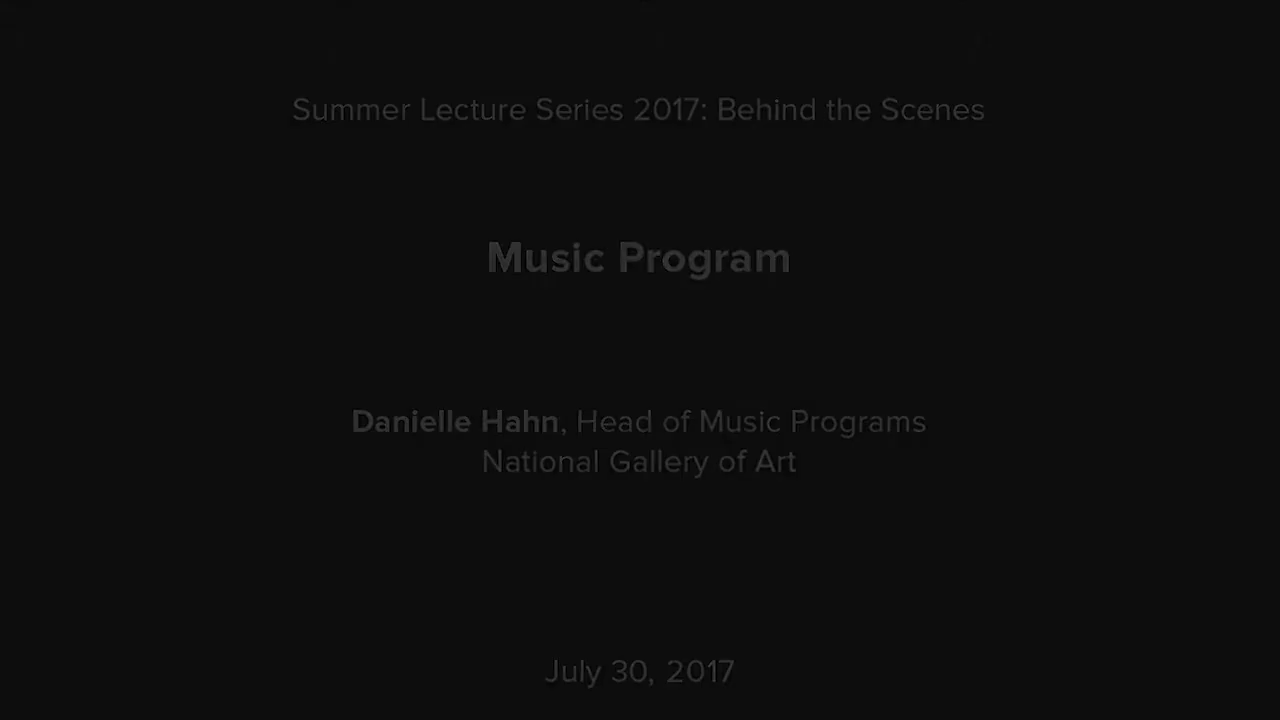 Summer Lecture Series 2017: Behind the Scenes
Music Program
Danielle Hahn, Head of Music Programs
National Gallery of Art
July 30, 2017